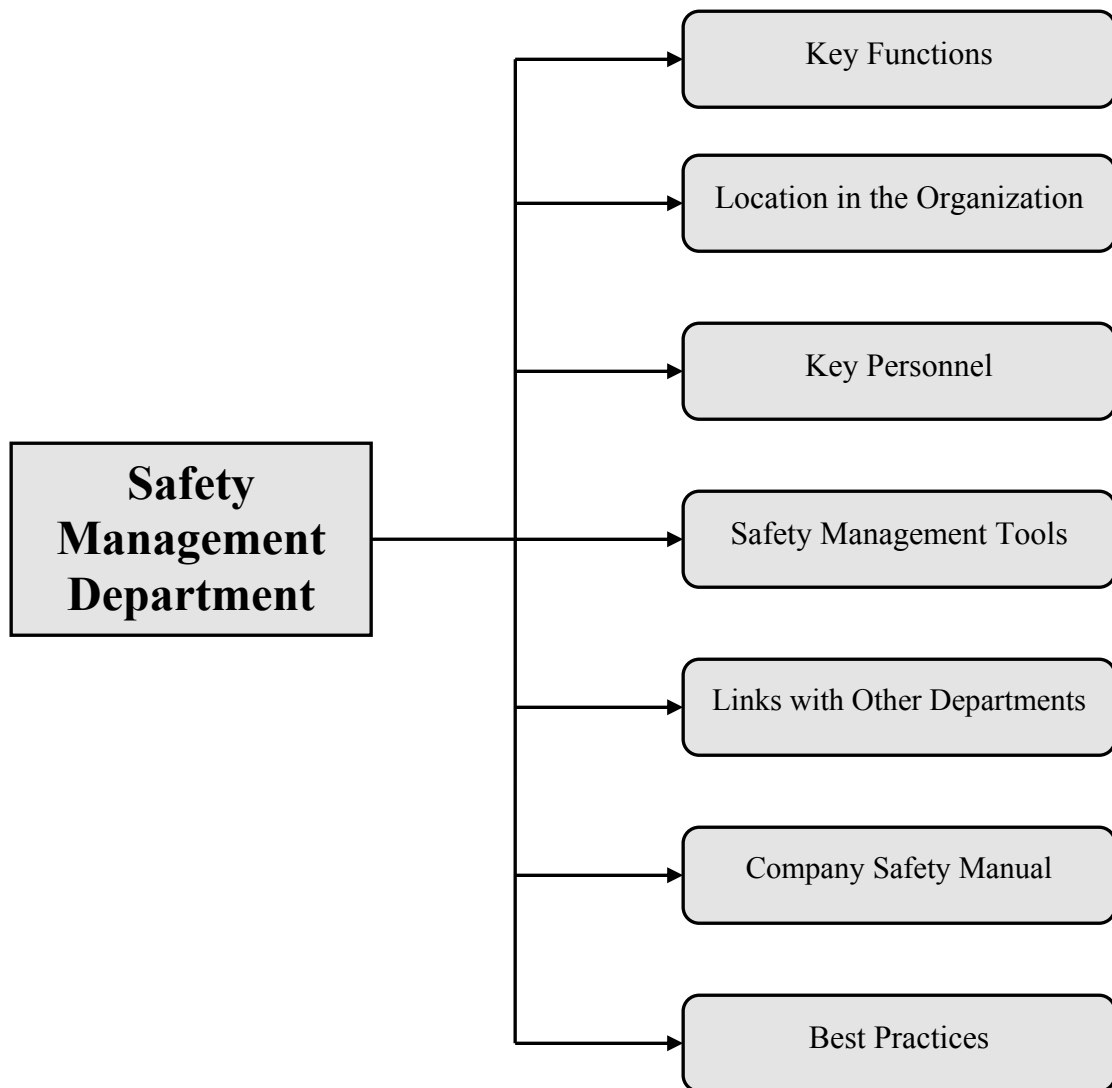 Key Functions
Location in the Organization
Key Personnel
Safety
Management
Department
Safety Management Tools
Links with Other Departments
Company Safety Manual
Best Practices